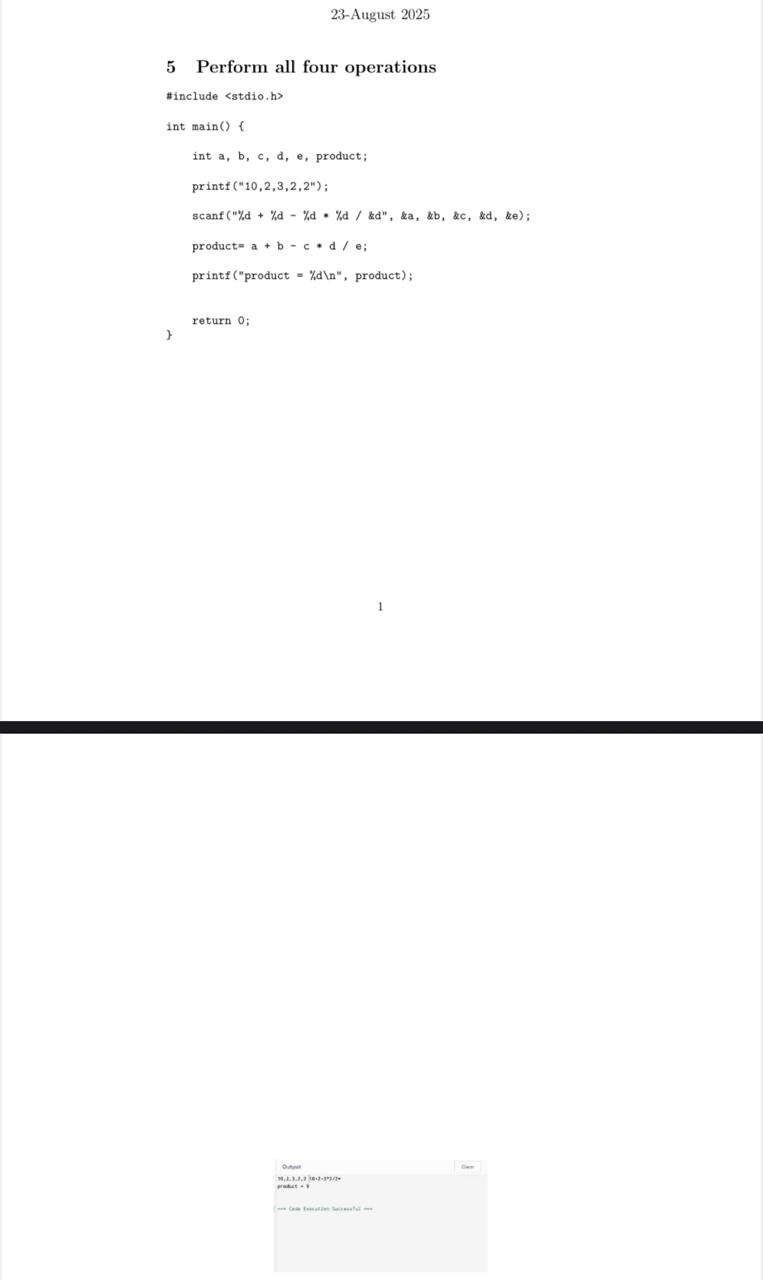 23-August 2025
5 Perform all four operations
#include <stdio.h>
int main() {
int a, b, c, d, e, product;
printf("10,2,3,2,2");
scanf("%d + %d - %d * %d / &d", &a, &b, &c, &d, &e);
product= a + b - c * d / e;
printf("product = %d\n", product);
return 0;
}
1
Output
Clear
10,2,3,2,2 10+2-3*2/2=
product = 9
=== Code Execution Successful ===